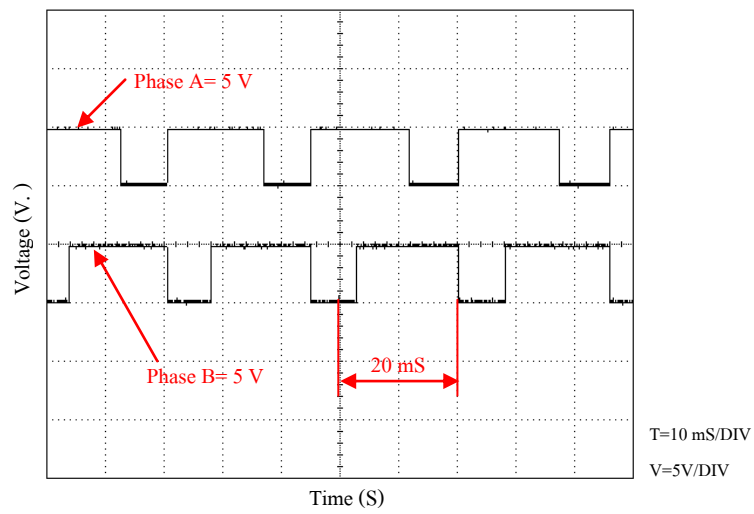 Phase A= 5 V
Voltage (V. )
Phase B= 5 V
20 mS
T=10 mS/DIV
V=5V/DIV
Time (S)